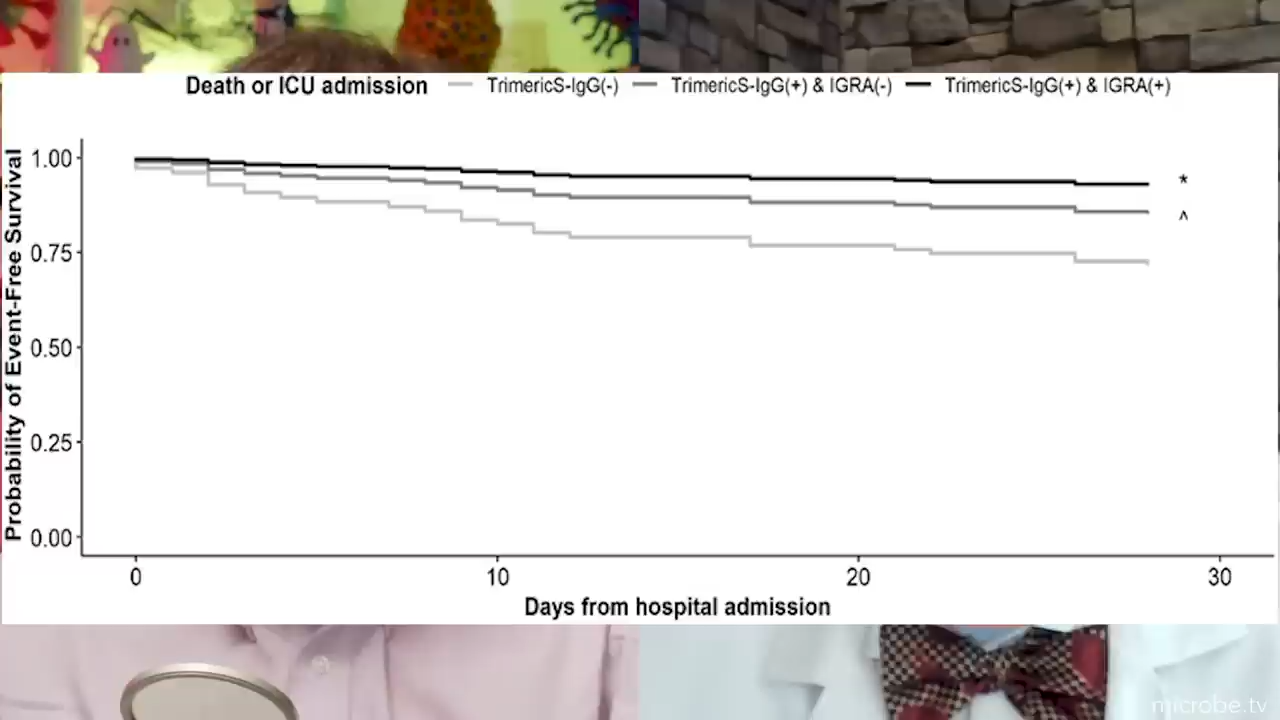 Death or ICU admission TrimericS-IgG(-) TrimericS-IgG(+) & IGRA(-) TrimericS-IgG(+) & IGRA(+)
Probability of Event-Free Survival
1.00
0.75
0.50
0.25
0.00
*
^
0 10 20 30
Days from hospital admission
microbe.tv